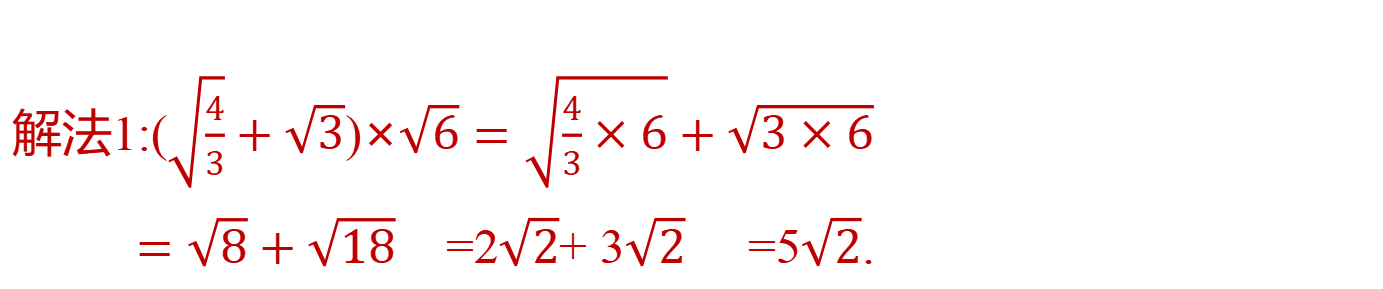 解法1:(√(4/3) + √3)×√6 = √(4/3 × 6) + √(3 × 6)
= √8 + √18 =2√2+ 3√2 =5√2.